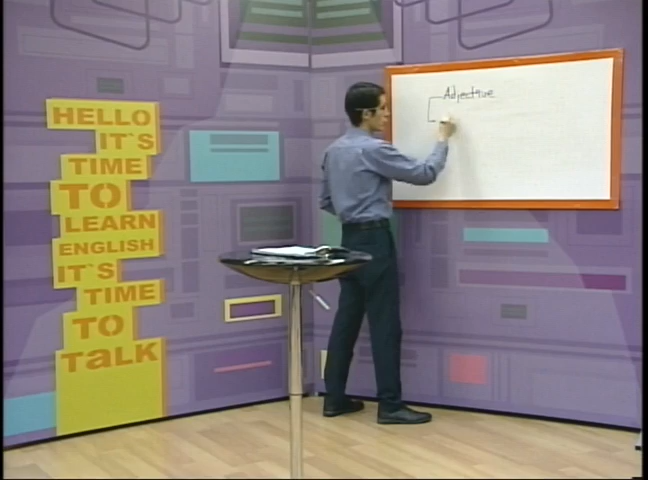 HELLO
IT`S
TIME
TO
LEARN
ENGLISH
IT`S
TIME
TO
TaLK
Adjective